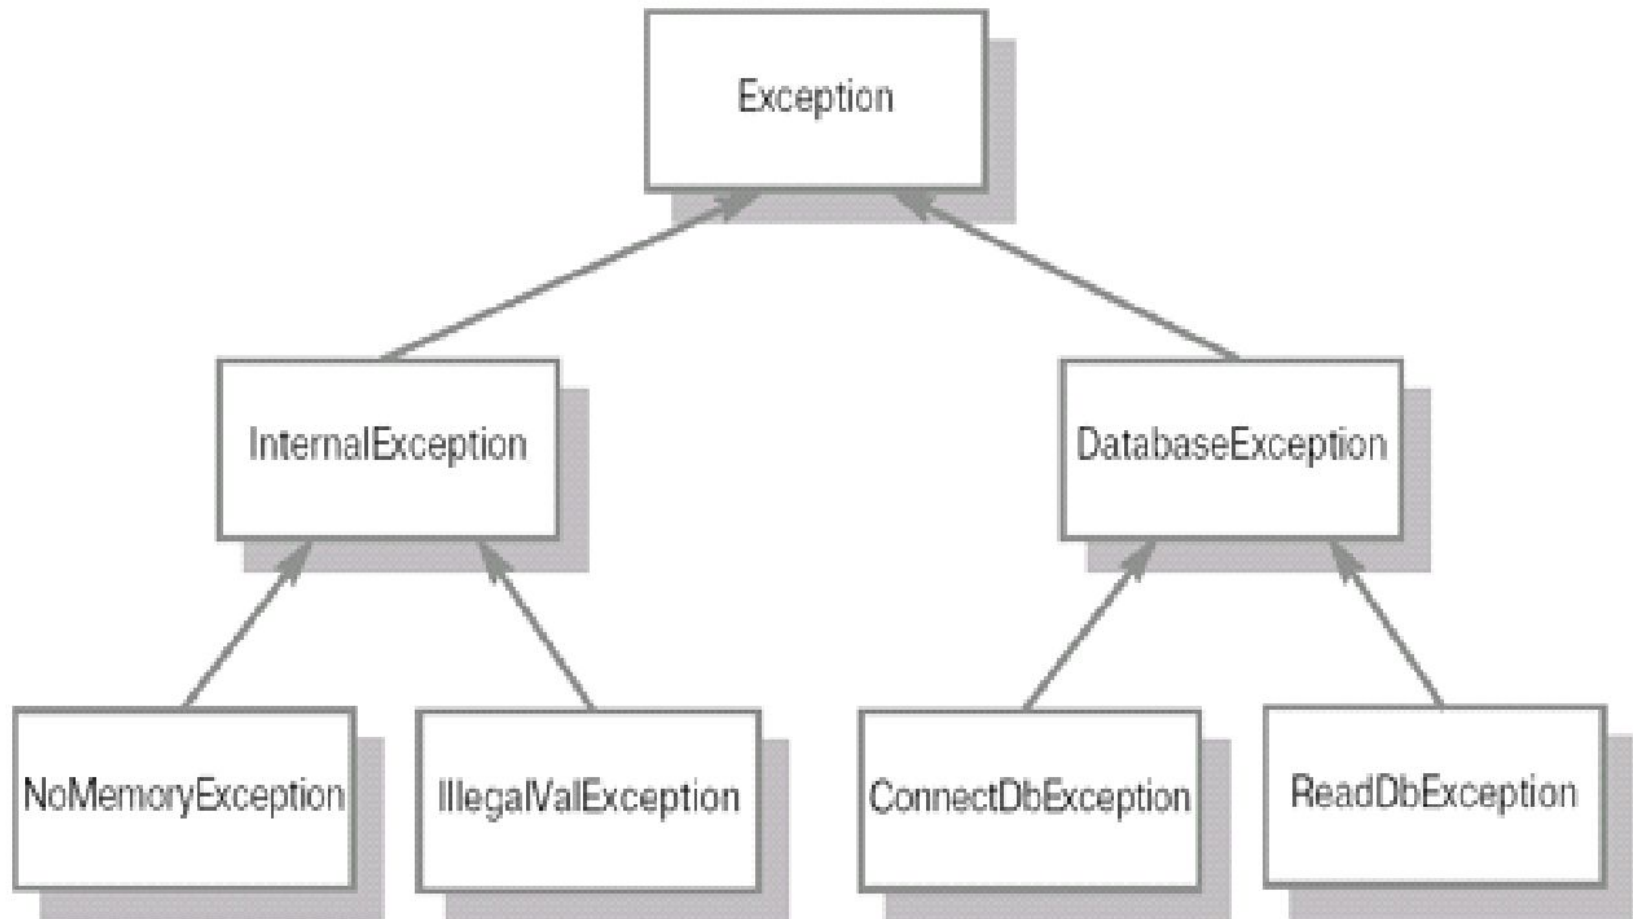 Exception
InternalException
DatabaseException
NoMemoryException
IllegalValException
ConnectDbException
ReadDbException